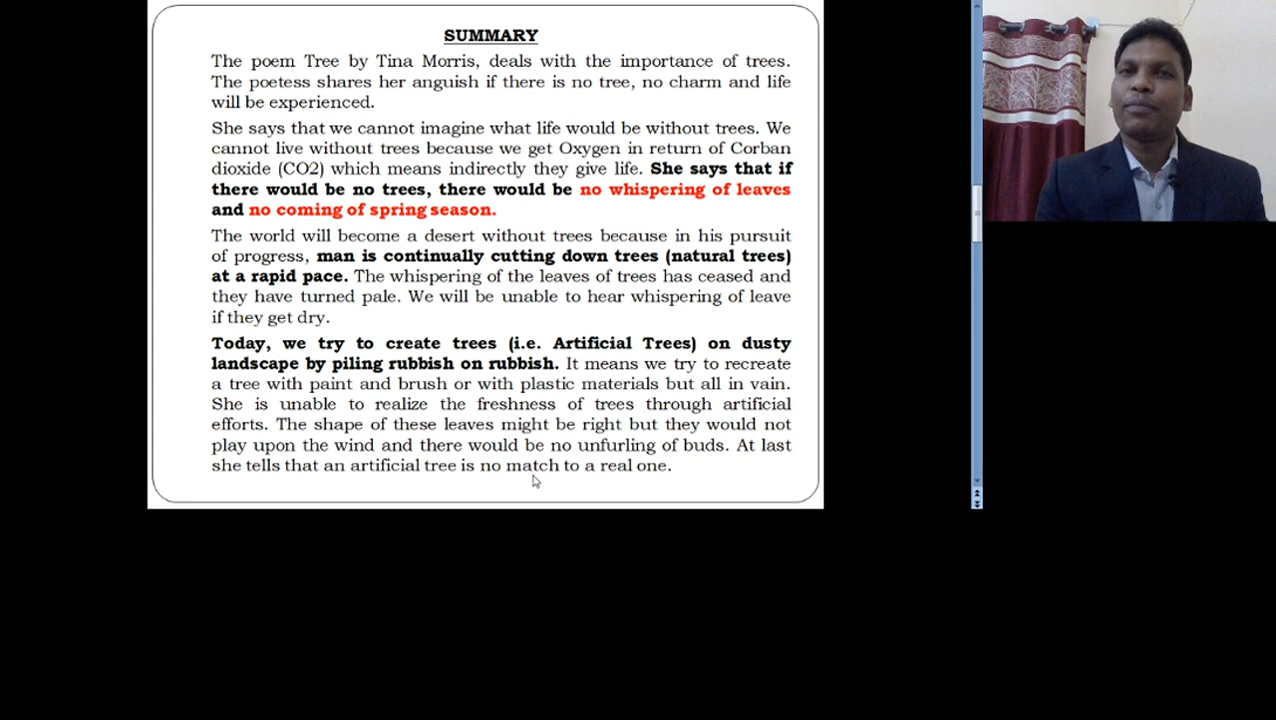 SUMMARY
The poem Tree by Tina Morris, deals with the importance of trees.
The poetess shares her anguish if there is no tree, no charm and life
will be experienced.
She says that we cannot imagine what life would be without trees. We
cannot live without trees because we get Oxygen in return of Corban
dioxide (CO2) which means indirectly they give life. She says that if
there would be no trees, there would be no whispering of leaves
and no coming of spring season.
The world will become a desert without trees because in his pursuit
of progress, man is continually cutting down trees (natural trees)
at a rapid pace. The whispering of the leaves of trees has ceased and
they have turned pale. We will be unable to hear whispering of leave
if they get dry.
Today, we try to create trees (i.e. Artificial Trees) on dusty
landscape by piling rubbish on rubbish. It means we try to recreate
a tree with paint and brush or with plastic materials but all in vain.
She is unable to realize the freshness of trees through artificial
efforts. The shape of these leaves might be right but they would not
play upon the wind and there would be no unfurling of buds. At last
she tells that an artificial tree is no match to a real one.